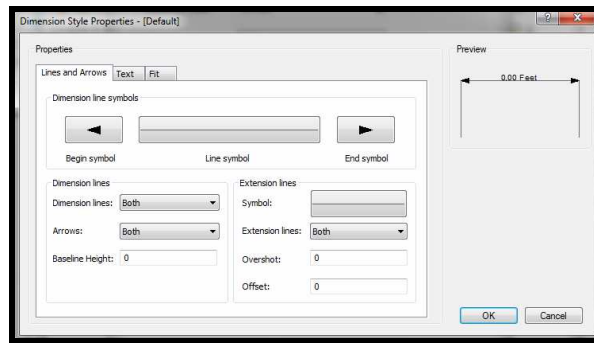 Dimension Style Properties - [Default]
Properties
Preview
Lines and Arrows Text Fit
0.00 Feet
Dimension line symbols
Begin symbol Line symbol End symbol
Dimension lines Extension lines
Dimension lines: Both Symbol:
Arrows: Both Extension lines: Both
Baseline Height: 0 Overshot: 0
Offset: 0
OK Cancel